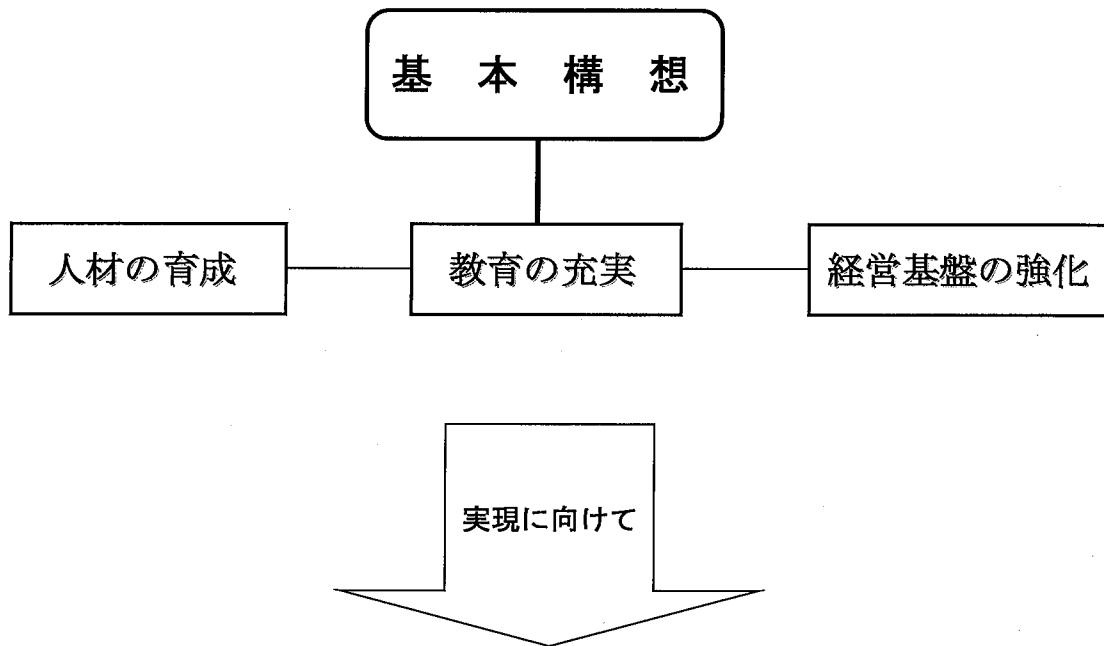 基本構想
人材の育成
教育の充実
経営基盤の強化
実現に向けて